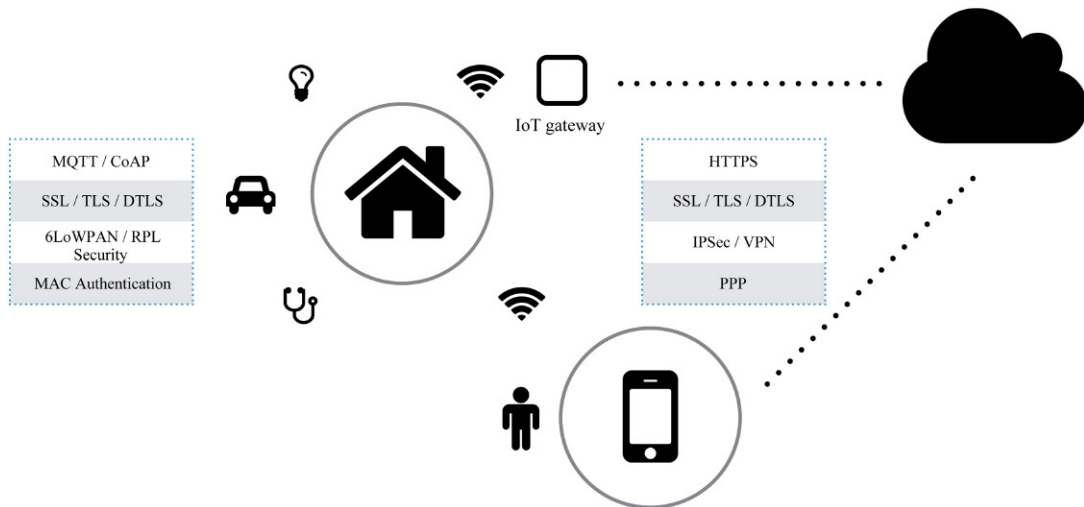 IoT gateway
MQTT / CoAP
SSL / TLS / DTLS
6LoWPAN / RPL
Security
MAC Authentication
HTTPS
SSL / TLS / DTLS
IPSec / VPN
PPP